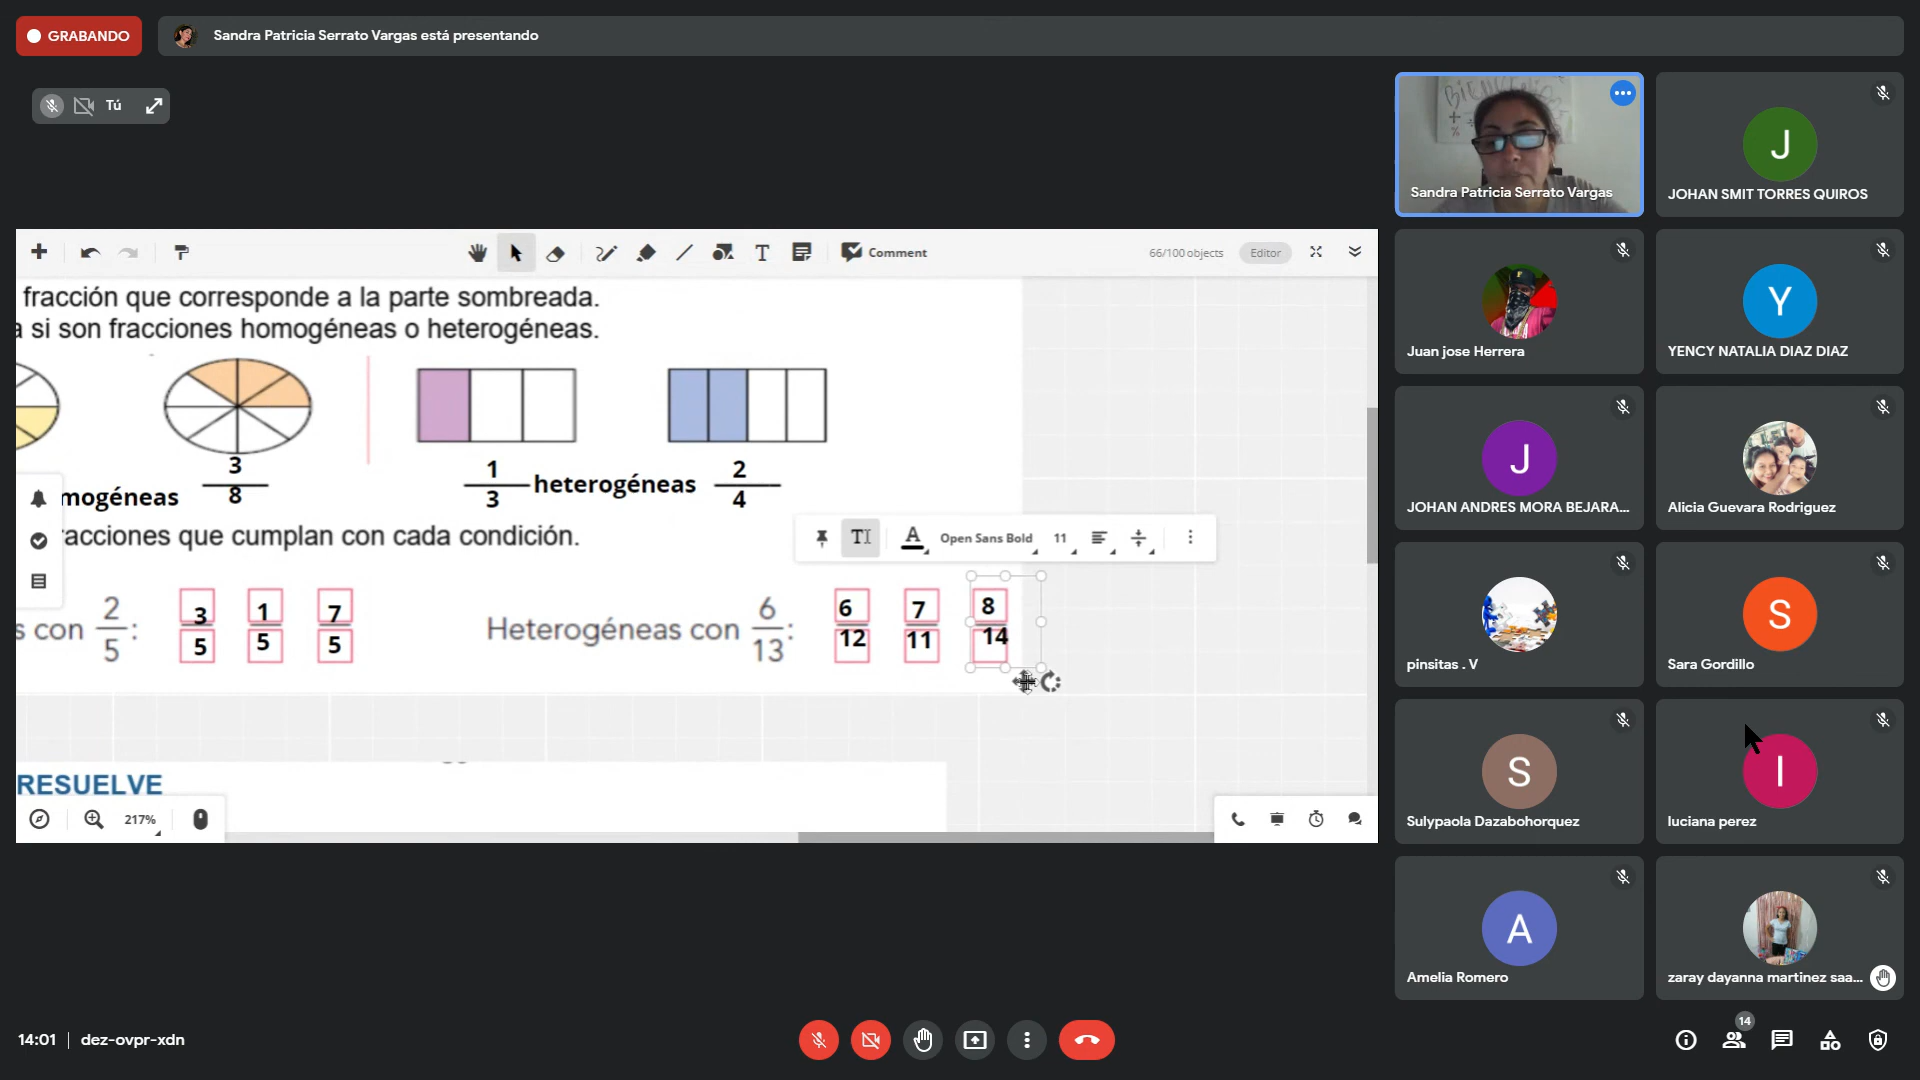 GRABANDO
Sandra Patricia Serrato Vargas está presentando
Tú
Comment
66/100 objects
Editor
fracción que corresponde a la parte sombreada.
a si son fracciones homogéneas o heterogéneas.
mogéneas
3
8
1
3
heterogéneas
2
4
racciones que cumplan con cada condición.
Open Sans Bold
11
s con 2/5:
3
5
1
5
7
5
Heterogéneas con 6/13:
6
12
7
11
8
14
RESUELVE
217%
Sandra Patricia Serrato Vargas
J
JOHAN SMIT TORRES QUIROS
Juan jose Herrera
Y
YENCY NATALIA DIAZ DIAZ
J
JOHAN ANDRES MORA BEJARA...
Alicia Guevara Rodriguez
pinsitas . V
S
Sara Gordillo
S
Sulypaola Dazabohorquez
I
luciana perez
A
Amelia Romero
zaray dayanna martinez saa...
14:01 | dez-ovpr-xdn
14